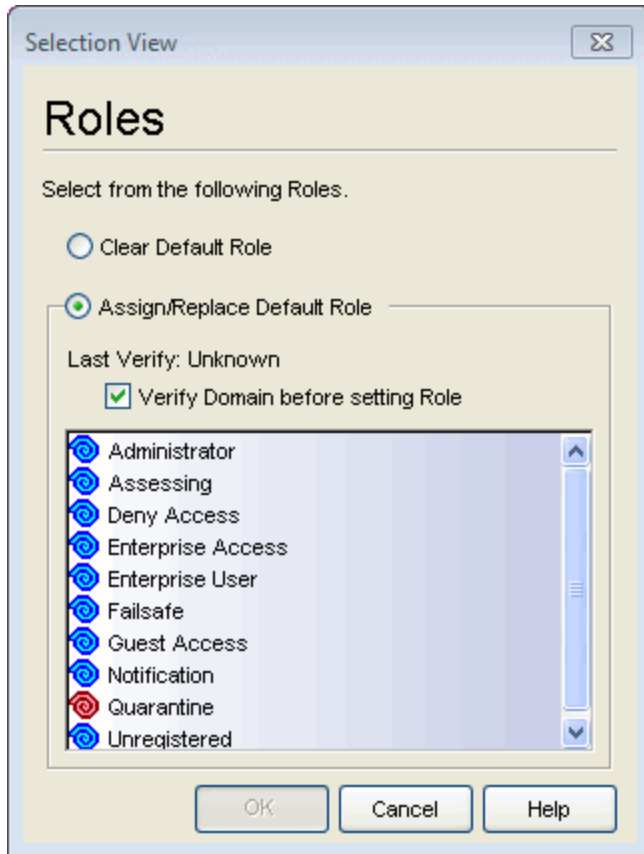 Selection View
Roles
Select from the following Roles.
Clear Default Role
Assign/Replace Default Role
Last Verify: Unknown
Verify Domain before setting Role
Administrator
Assessing
Deny Access
Enterprise Access
Enterprise User
Failsafe
Guest Access
Notification
Quarantine
Unregistered
OK Cancel Help